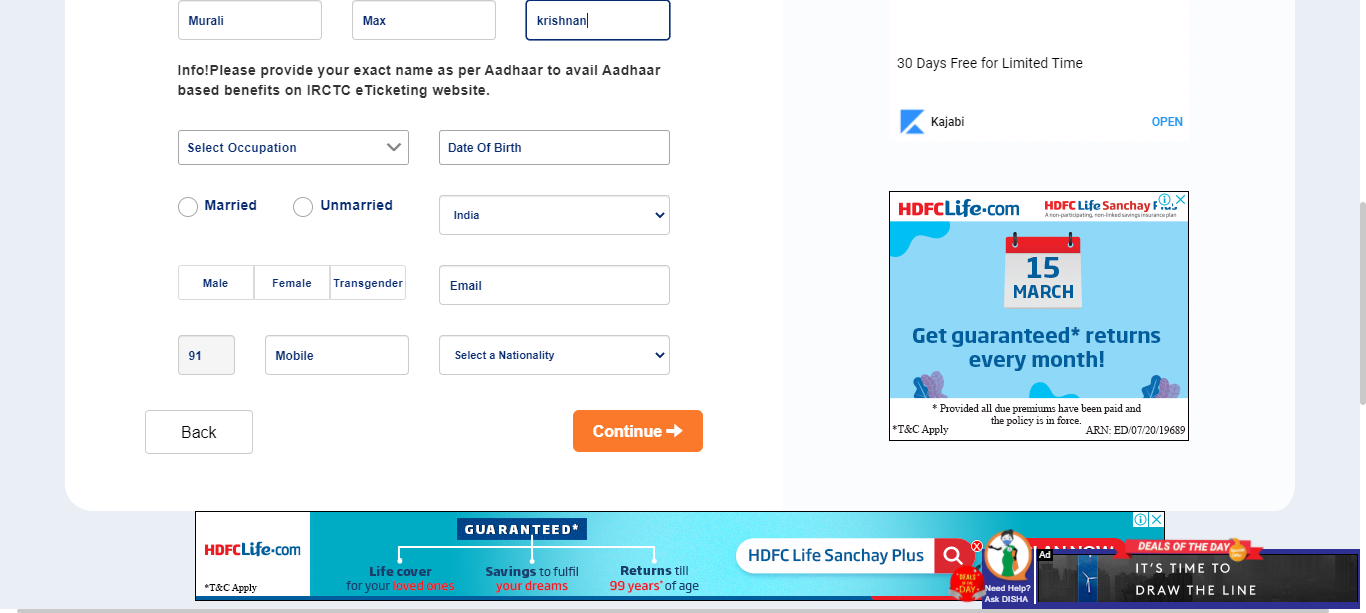 Murali Max krishnan
Info!Please provide your exact name as per Aadhaar to avail Aadhaar
based benefits on IRCTC eTicketing website.
Select Occupation Date Of Birth
Married Unmarried India
Male Female Transgender Email
91 Mobile Select a Nationality
Back Continue
30 Days Free for Limited Time
Kajabi OPEN
HDFCLife.com HDFC Life Sanchay
A non-participating, non-linked savings insurance plan
15
MARCH
Get guaranteed* returns
every month!
* Provided all due premiums have been paid and
the policy is in force.
*T&C Apply ARN: ED/07/20/19689
HDFCLife.com
*T&C Apply
GUARANTEED*
Life cover
for your loved ones
Savings to fulfil
your dreams
Returns till
99 years* of age
HDFC Life Sanchay Plus
Need Help?
Ask DISHA
Ad
DEALS OF THE DAY
DEALS OF THE DAY
IT'S TIME TO
DRAW THE LINE